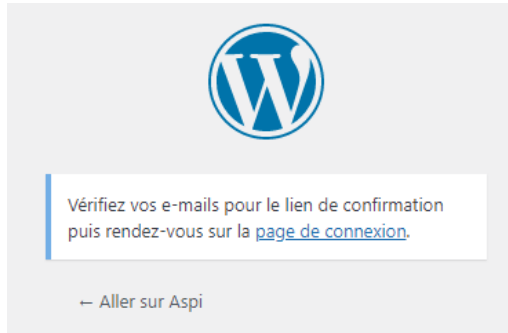 Vérifiez vos e-mails pour le lien de confirmation
puis rendez-vous sur la page de connexion.
← Aller sur Aspi